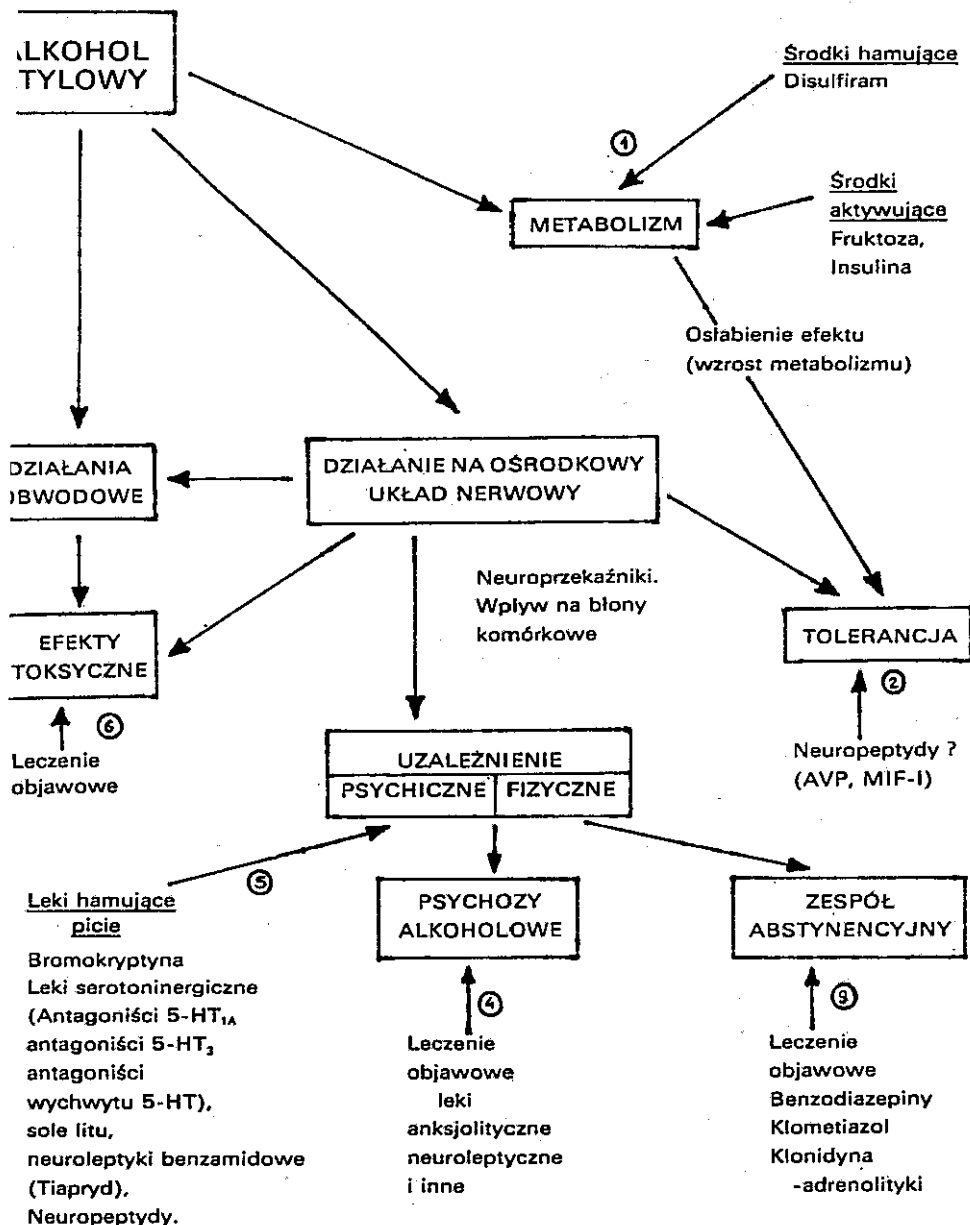 LKOHOL
TYLOWY
Środki hamujące
Disulfiram
①
METABOLIZM
Środki
aktywujące
Fruktoza,
Insulina
Osłabienie efektu
(wzrost metabolizmu)
DZIAŁANIA
OBWODOWE
DZIAŁANIE NA OŚRODKOWY
UKŁAD NERWOWY
Neuroprzekaźniki.
Wpływ na błony
komórkowe
EFEKTY
TOKSYCZNE
TOLERANCJA
⑥
②
Leczenie
objawowe
Neuropeptydy ?
(AVP, MIF-I)
UZALEŻNIENIE
PSYCHICZNE FIZYCZNE
⑤
Leki hamujące
picie
Bromokryptyna
Leki serotoninergiczne
(Antagoniści 5-HT₁A
antagoniści 5-HT₃
antagoniści
wychwytu 5-HT),
sole litu,
neuroleptyki benzamidowe
(Tiapryd),
Neuropeptydy.
PSYCHOZY
ALKOHOLOWE
④
Leczenie
objawowe
leki
anksjolityczne
neuroleptyczne
i inne
ZESPÓŁ
ABSTYNENCYJNY
⑨
Leczenie
objawowe
Benzodiazepiny
Klometiazol
Klonidyna
-adrenolityki